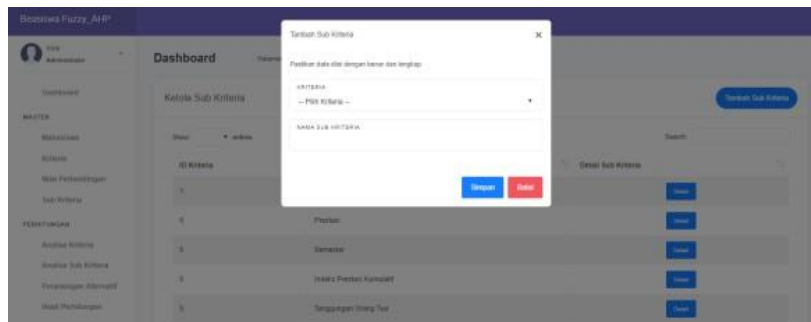 Beasiswa Fuzzy_AHP
Tambah Sub Kriteria
×
Administrator
Dashboard
Pastikan data diisi dengan benar dan lengkap
Dashboard
Kelola Sub Kriteria
KRITERIA
-- Pilih Kriteria --
Tambah Sub Kriteria
MASTER
NAMA SUB KRITERIA
Mahasiswa
Show
entries
Search:
Kriteria
ID Kriteria
Detail Sub Kriteria
Nilai Perbandingan
Simpan
Batal
Detail
Sub Kriteria
PERHITUNGAN
Prestasi
Detail
Analisa Kriteria
Semester
Detail
Analisa Sub Kriteria
Indeks Prestasi Kumulatif
Detail
Perankingan Alternatif
Hasil Perhitungan
Tanggungan Orang Tua
Detail